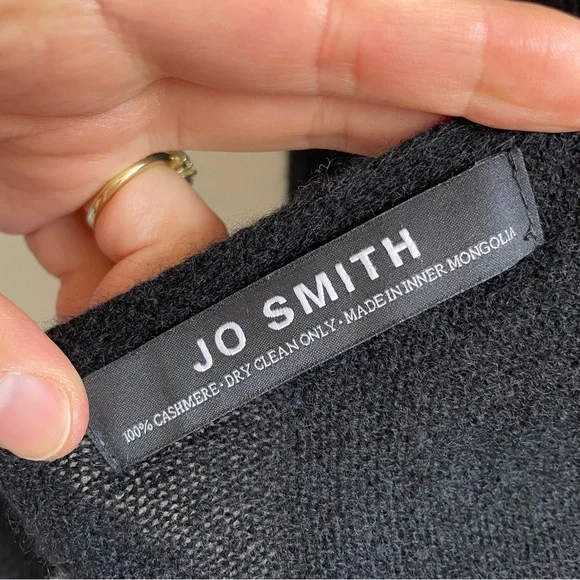 JO SMITH
100% CASHMERE · DRY CLEAN ONLY · MADE IN INNER MONGOLIA